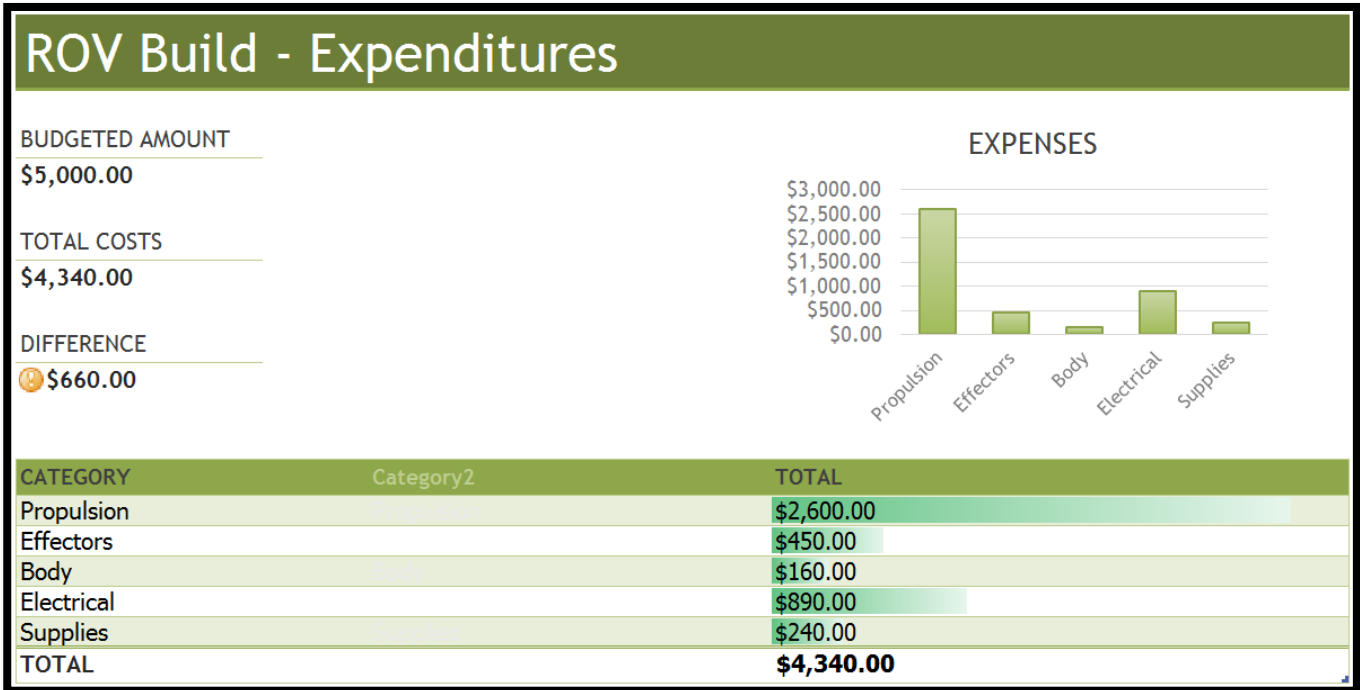 ROV Build - Expenditures
BUDGETED AMOUNT
$5,000.00
TOTAL COSTS
$4,340.00
DIFFERENCE
$660.00
EXPENSES
$3,000.00
$2,500.00
$2,000.00
$1,500.00
$1,000.00
$500.00
$0.00
Propulsion Effectors Body Electrical Supplies
CATEGORY Category2 TOTAL
Propulsion $2,600.00
Effectors $450.00
Body $160.00
Electrical $890.00
Supplies $240.00
TOTAL $4,340.00